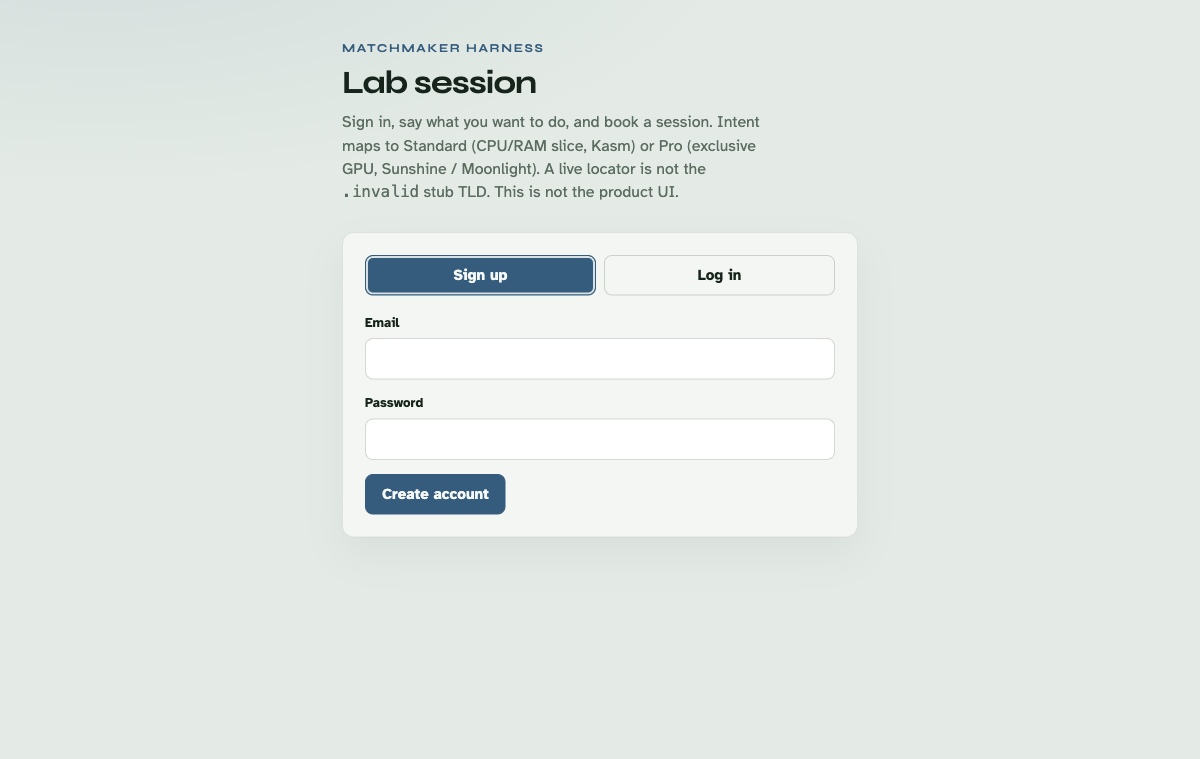 MATCHMAKER HARNESS
Lab session
Sign in, say what you want to do, and book a session. Intent
maps to Standard (CPU/RAM slice, Kasm) or Pro (exclusive
GPU, Sunshine / Moonlight). A live locator is not the
.invalid stub TLD. This is not the product UI.
Sign up
Log in
Email
Password
Create account